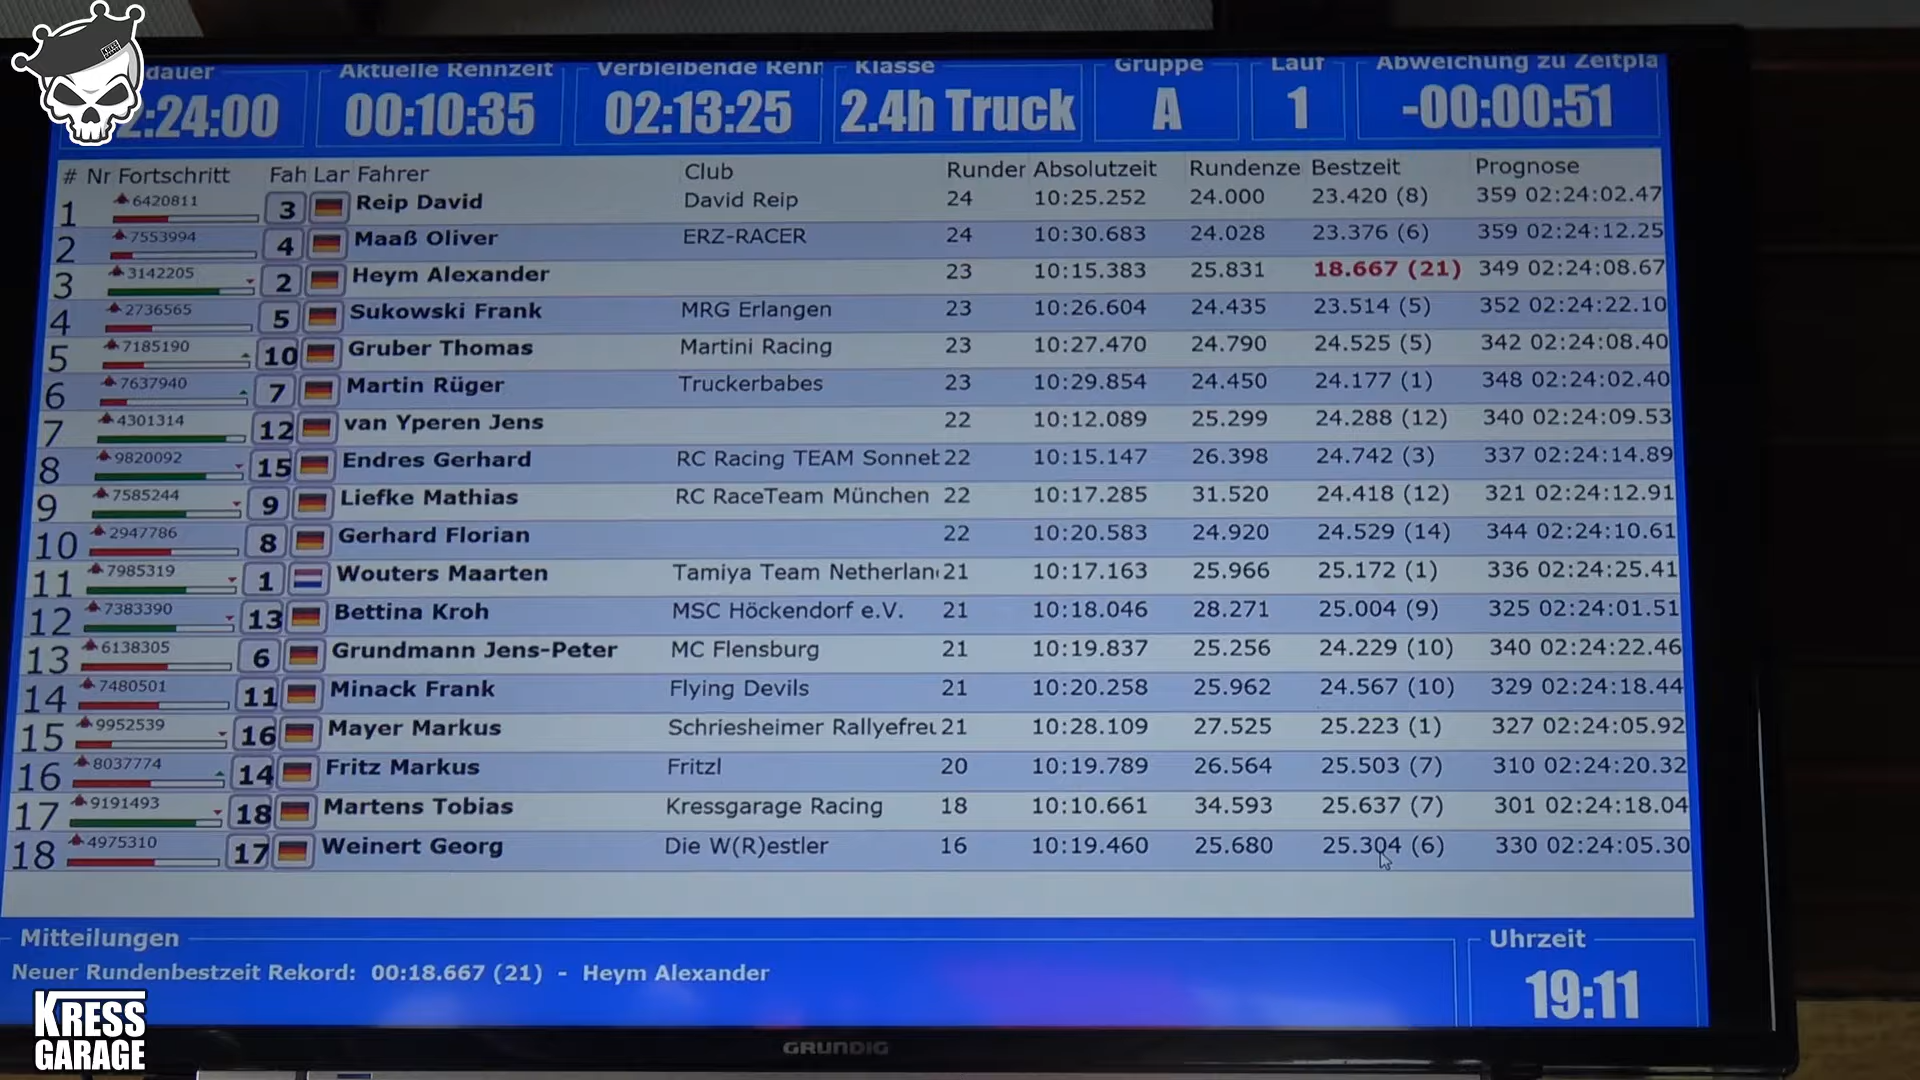 dauer Aktuelle Rennzeit Verbleibende Renn Klasse Gruppe Lauf Abweichung zu Zeitpla
2:24:00 00:10:35 02:13:25 2.4h Truck A 1 -00:00:51
# Nr Fortschritt Fah Lar Fahrer Club Runder Absolutzeit Rundenze Bestzeit Prognose
1 6420811 3 Reip David David Reip 24 10:25.252 24.000 23.420 (8) 359 02:24:02.47
2 7553994 4 Maaß Oliver ERZ-RACER 24 10:30.683 24.028 23.376 (6) 359 02:24:12.25
3 3142205 2 Heym Alexander 23 10:15.383 25.831 18.667 (21) 349 02:24:08.67
4 2736565 5 Sukowski Frank MRG Erlangen 23 10:26.604 24.435 23.514 (5) 352 02:24:22.10
5 7185190 10 Gruber Thomas Martini Racing 23 10:27.470 24.790 24.525 (5) 342 02:24:08.40
6 7637940 7 Martin Rüger Truckerbabes 23 10:29.854 24.450 24.177 (1) 348 02:24:02.40
7 4301314 12 van Yperen Jens 22 10:12.089 25.299 24.288 (12) 340 02:24:09.53
8 9820092 15 Endres Gerhard RC Racing TEAM Sonnet 22 10:15.147 26.398 24.742 (3) 337 02:24:14.89
9 7585244 9 Liefke Mathias RC RaceTeam München 22 10:17.285 31.520 24.418 (12) 321 02:24:12.91
10 2947786 8 Gerhard Florian 22 10:20.583 24.920 24.529 (14) 344 02:24:10.61
11 7985319 1 Wouters Maarten Tamiya Team Netherlan 21 10:17.163 25.966 25.172 (1) 336 02:24:25.41
12 7383390 13 Bettina Kroh MSC Höckendorf e.V. 21 10:18.046 28.271 25.004 (9) 325 02:24:01.51
13 6138305 6 Grundmann Jens-Peter MC Flensburg 21 10:19.837 25.256 24.229 (10) 340 02:24:22.46
14 7480501 11 Minack Frank Flying Devils 21 10:20.258 25.962 24.567 (10) 329 02:24:18.44
15 9952539 16 Mayer Markus Schriesheimer Rallyefreu 21 10:28.109 27.525 25.223 (1) 327 02:24:05.92
16 8037774 14 Fritz Markus Fritzl 20 10:19.789 26.564 25.503 (7) 310 02:24:20.32
17 9191493 18 Martens Tobias Kressgarage Racing 18 10:10.661 34.593 25.637 (7) 301 02:24:18.04
18 4975310 17 Weinert Georg Die W(R)estler 16 10:19.460 25.680 25.304 (6) 330 02:24:05.30
Mitteilungen Uhrzeit
Neuer Rundenbestzeit Rekord: 00:18.667 (21) - Heym Alexander
19:11
KRESS
GARAGE
GRUNDIG